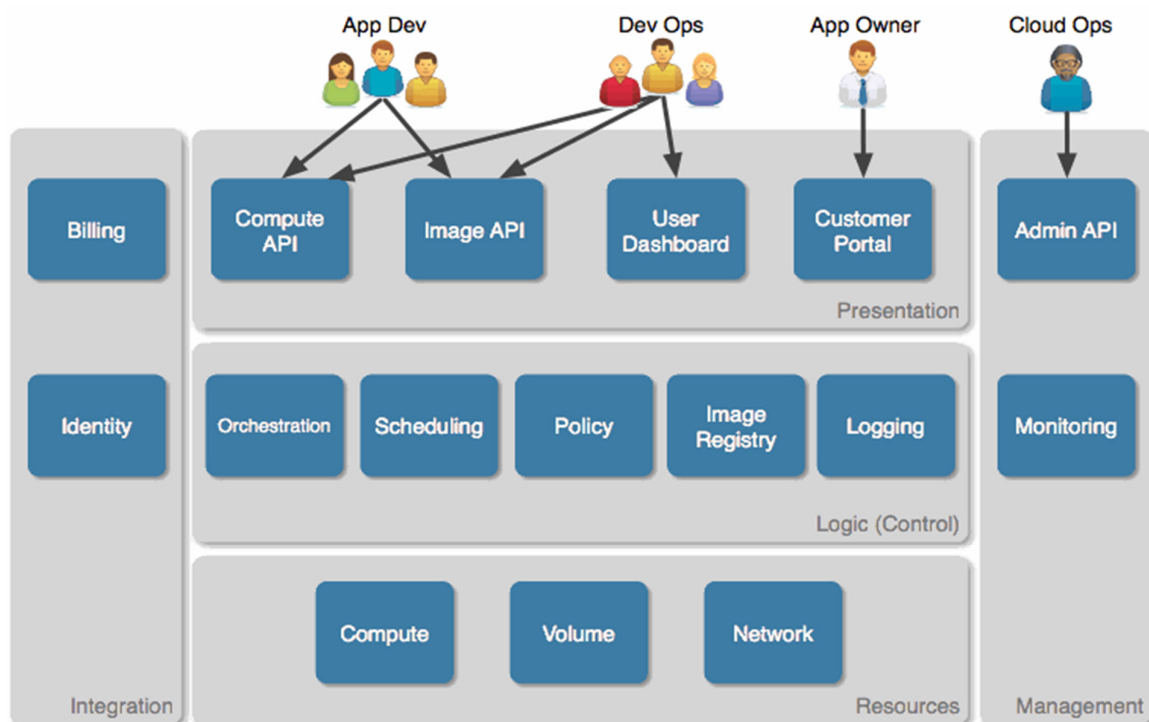 App Dev
Dev Ops
App Owner
Cloud Ops
Billing
Compute
API
Image API
User
Dashboard
Customer
Portal
Admin API
Presentation
Identity
Orchestration
Scheduling
Policy
Image
Registry
Logging
Monitoring
Logic (Control)
Compute
Volume
Network
Integration
Resources
Management